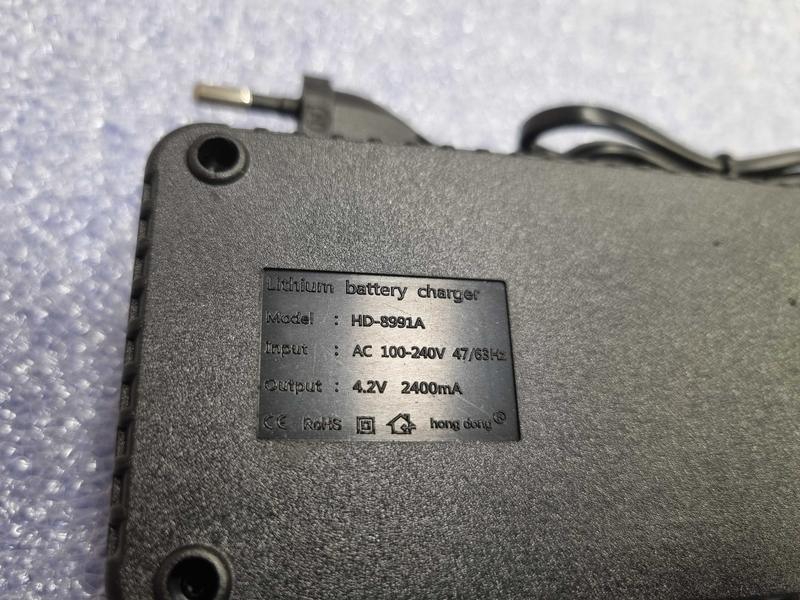 Lithium battery charger
Model : HD-8991A
Input : AC 100-240V 47/63Hz
Output : 4.2V 2400mA
CE RoHS hong dong®